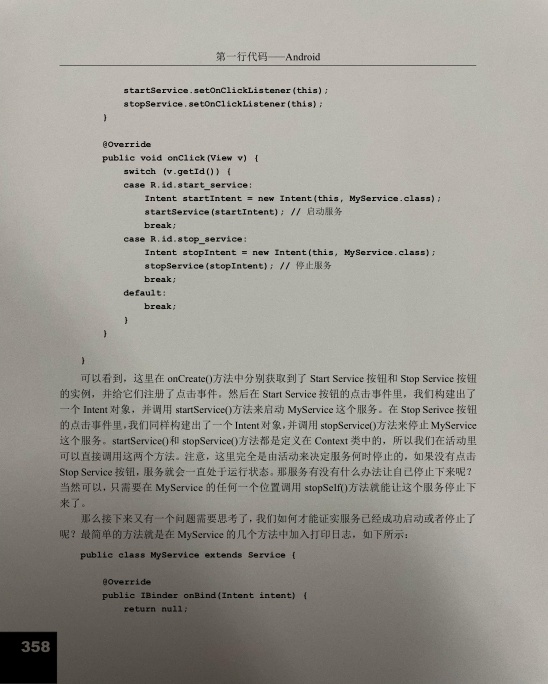 第一行代码——Android
startService.setOnClickListener(this);
stopService.setOnClickListener(this);
}
@Override
public void onClick(View v) {
switch (v.getId()) {
case R.id.start_service:
Intent startIntent = new Intent(this, MyService.class);
startService(startIntent); // 启动服务
break;
case R.id.stop_service:
Intent stopIntent = new Intent(this, MyService.class);
stopService(stopIntent); // 停止服务
break;
default:
break;
}
}
}
可以看到，这里在 onCreate()方法中分别获取到了 Start Service 按钮和 Stop Service 按钮
的实例，并给它们注册了点击事件。然后在 Start Service 按钮的点击事件里，我们构建出了
一个 Intent 对象，并调用 startService()方法来启动 MyService 这个服务。在 Stop Serivce 按钮
的点击事件里，我们同样构建出了一个 Intent 对象，并调用 stopService()方法来停止 MyService
这个服务。startService()和 stopService()方法都是定义在 Context 类中的，所以我们在活动里
可以直接调用这两个方法。注意，这里完全是由活动来决定服务何时停止的，如果没有点击
Stop Service 按钮，服务就会一直处于运行状态。那服务有没有什么办法让自已停止下来呢？
当然可以，只需要在 MyService 的任何一个位置调用 stopSelf()方法就能让这个服务停止下
来了。
那么接下来又有一个问题需要思考了，我们如何才能证实服务已经成功启动或者停止了
呢？最简单的方法就是在 MyService 的几个方法中加入打印日志，如下所示：
public class MyService extends Service {
@Override
public IBinder onBind(Intent intent) {
return null;
358